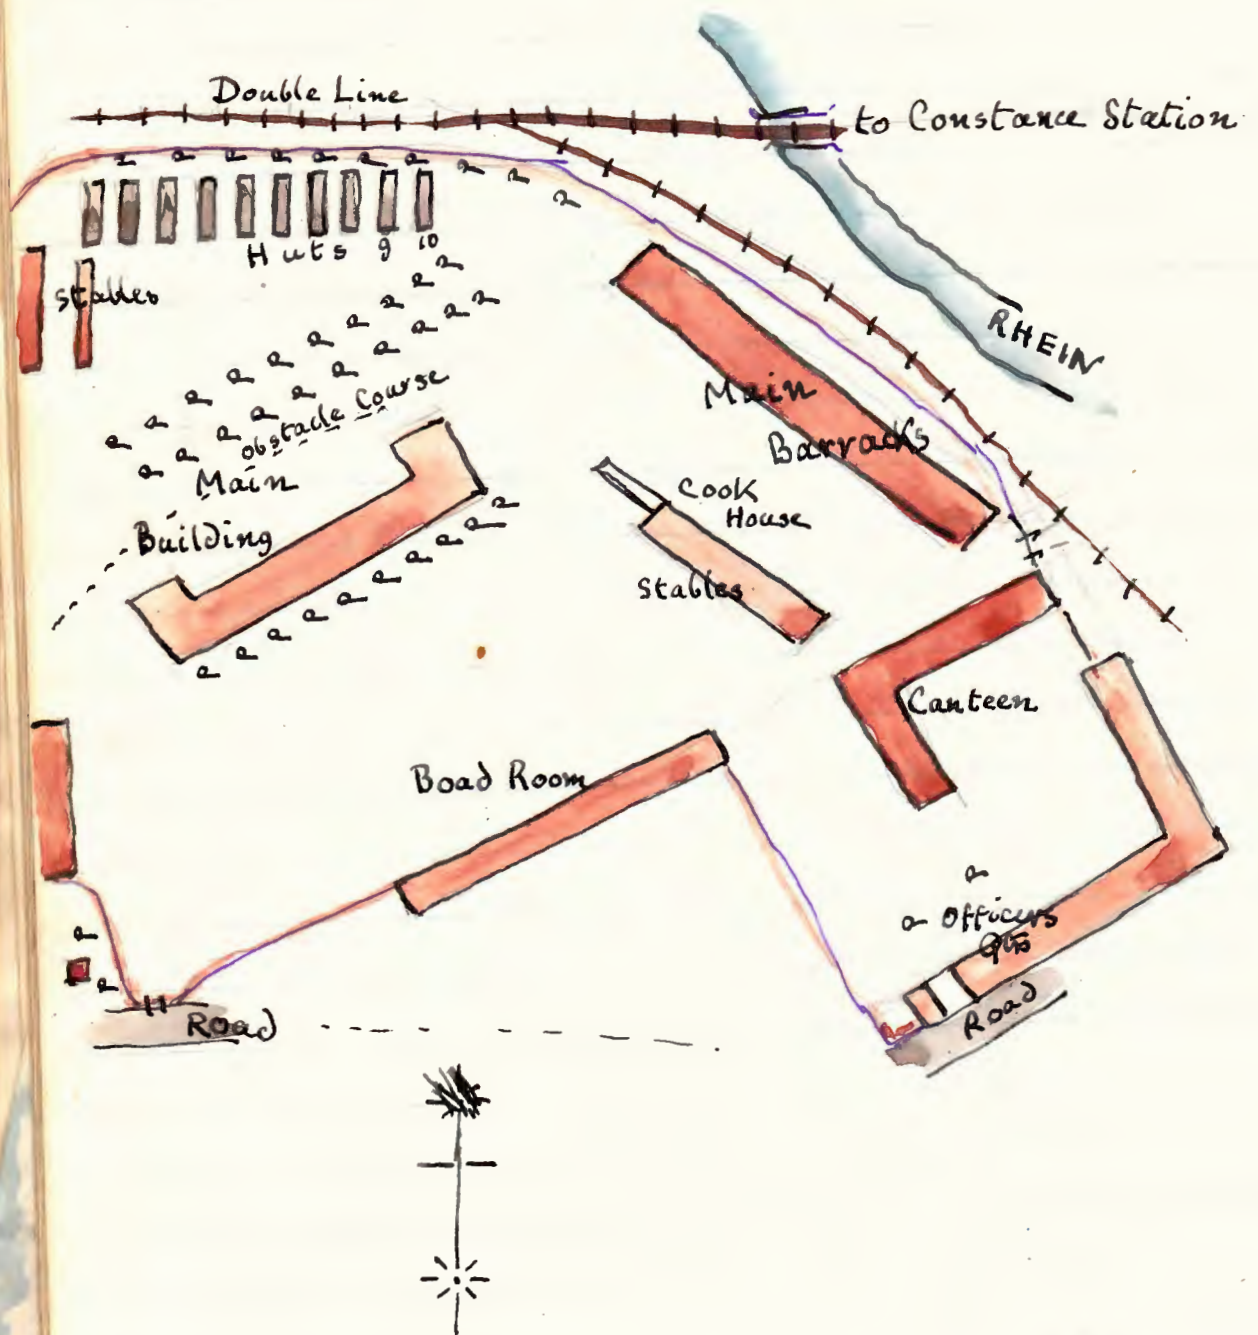 Double Line
to Constance Station
Huts 9 10
Stables
RHEIN
Obstacle Course
Main
Barracks
Main
Building
Cook
House
Stables
Canteen
Boad Room
Officers
Qts
Road
Road